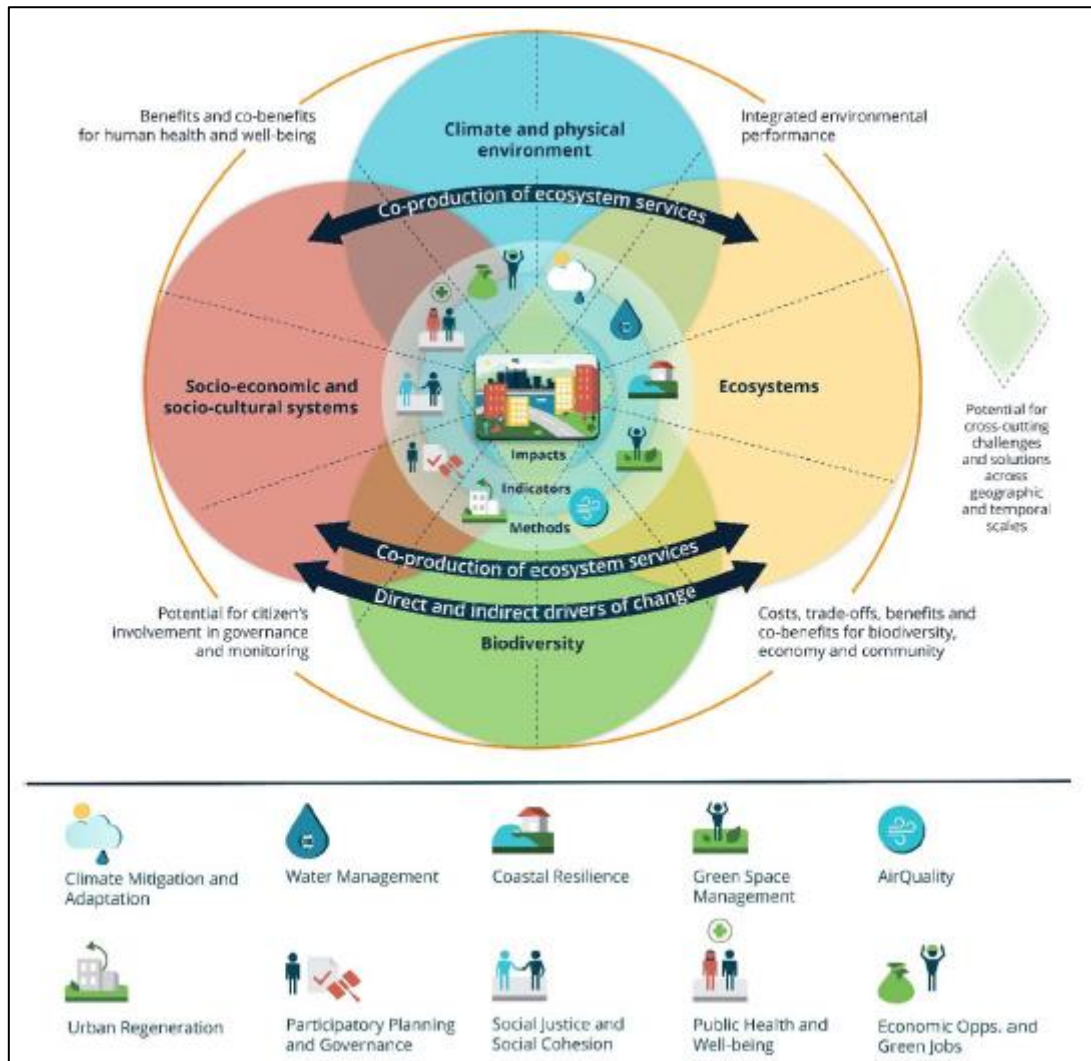 Benefits and co-benefits
for human health and well-being
Integrated environmental
performance
Climate and physical
environment
Co-production of ecosystem services
Socio-economic and
socio-cultural systems
Ecosystems
Potential for
cross-cutting
challenges
and solutions
across
geographic
and temporal
scales
Impacts
Indicators
Methods
Co-production of ecosystem services
Direct and indirect drivers of change
Biodiversity
Potential for citizen's
involvement in governance
and monitoring
Costs, trade-offs, benefits and
co-benefits for biodiversity,
economy and community
Climate Mitigation and
Adaptation
Water Management
Coastal Resilience
Green Space
Management
AirQuality
Urban Regeneration
Participatory Planning
and Governance
Social Justice and
Social Cohesion
Public Health and
Well-being
Economic Opps. and
Green Jobs